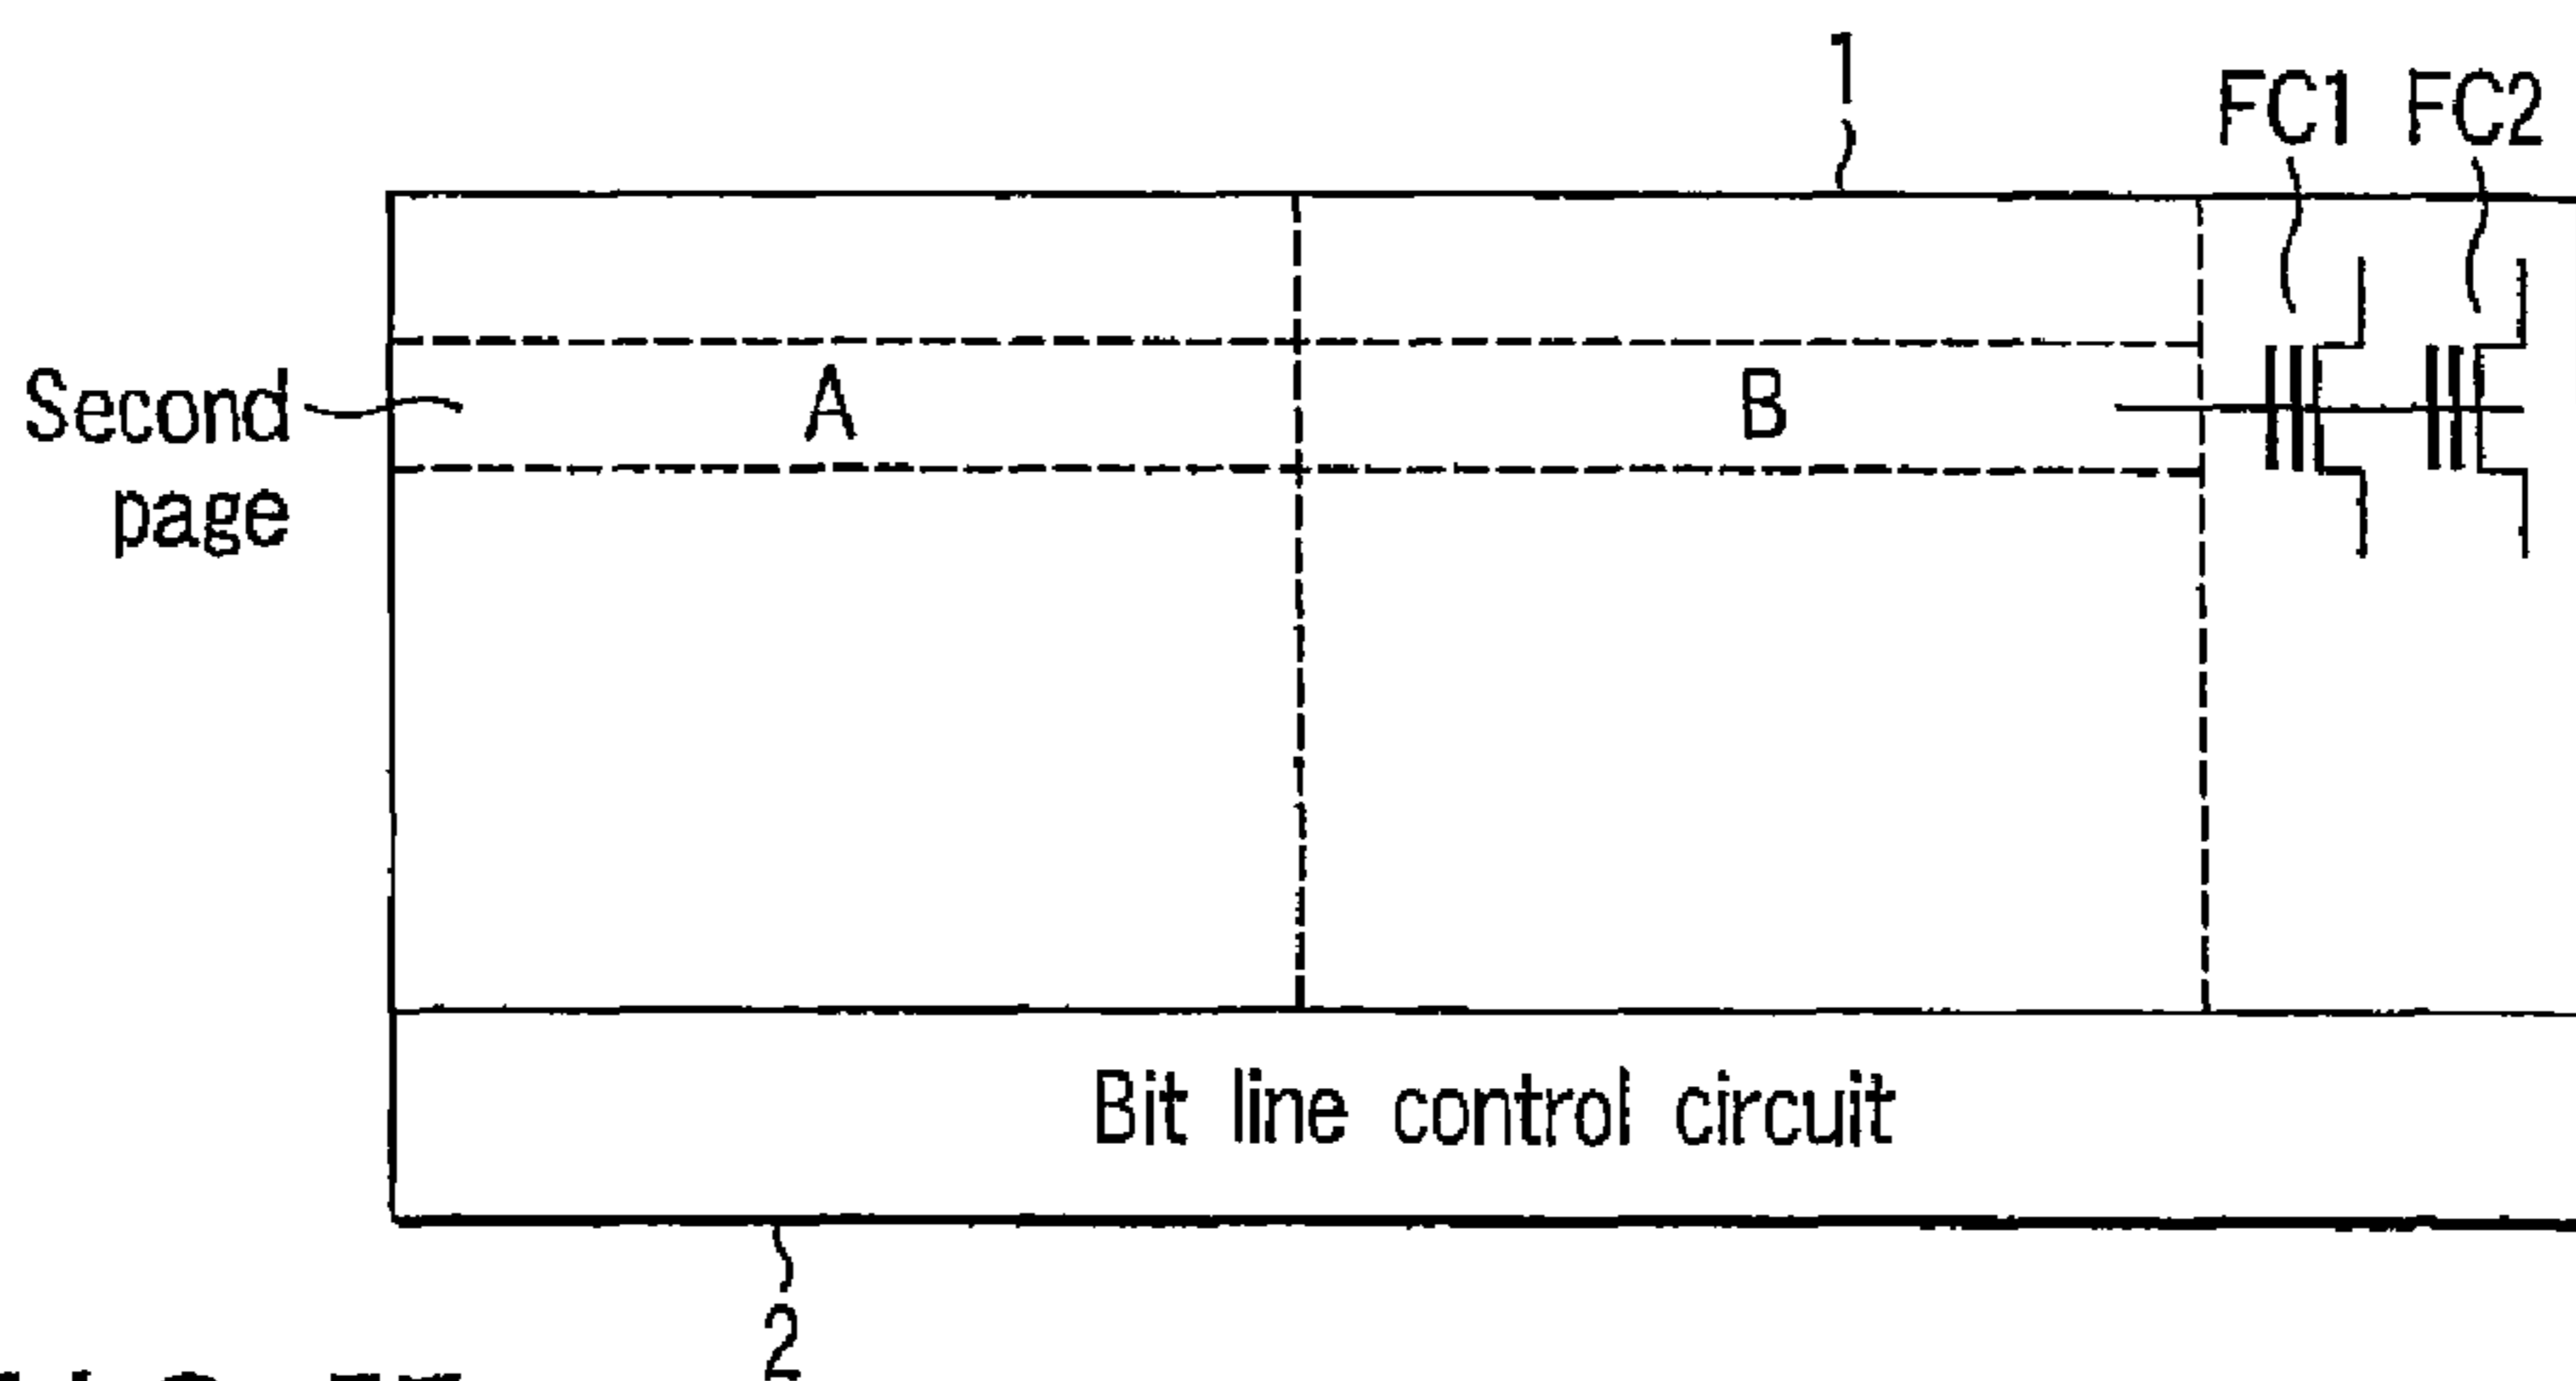 1
FC1 FC2
Second
page
A
B
Bit line control circuit
2